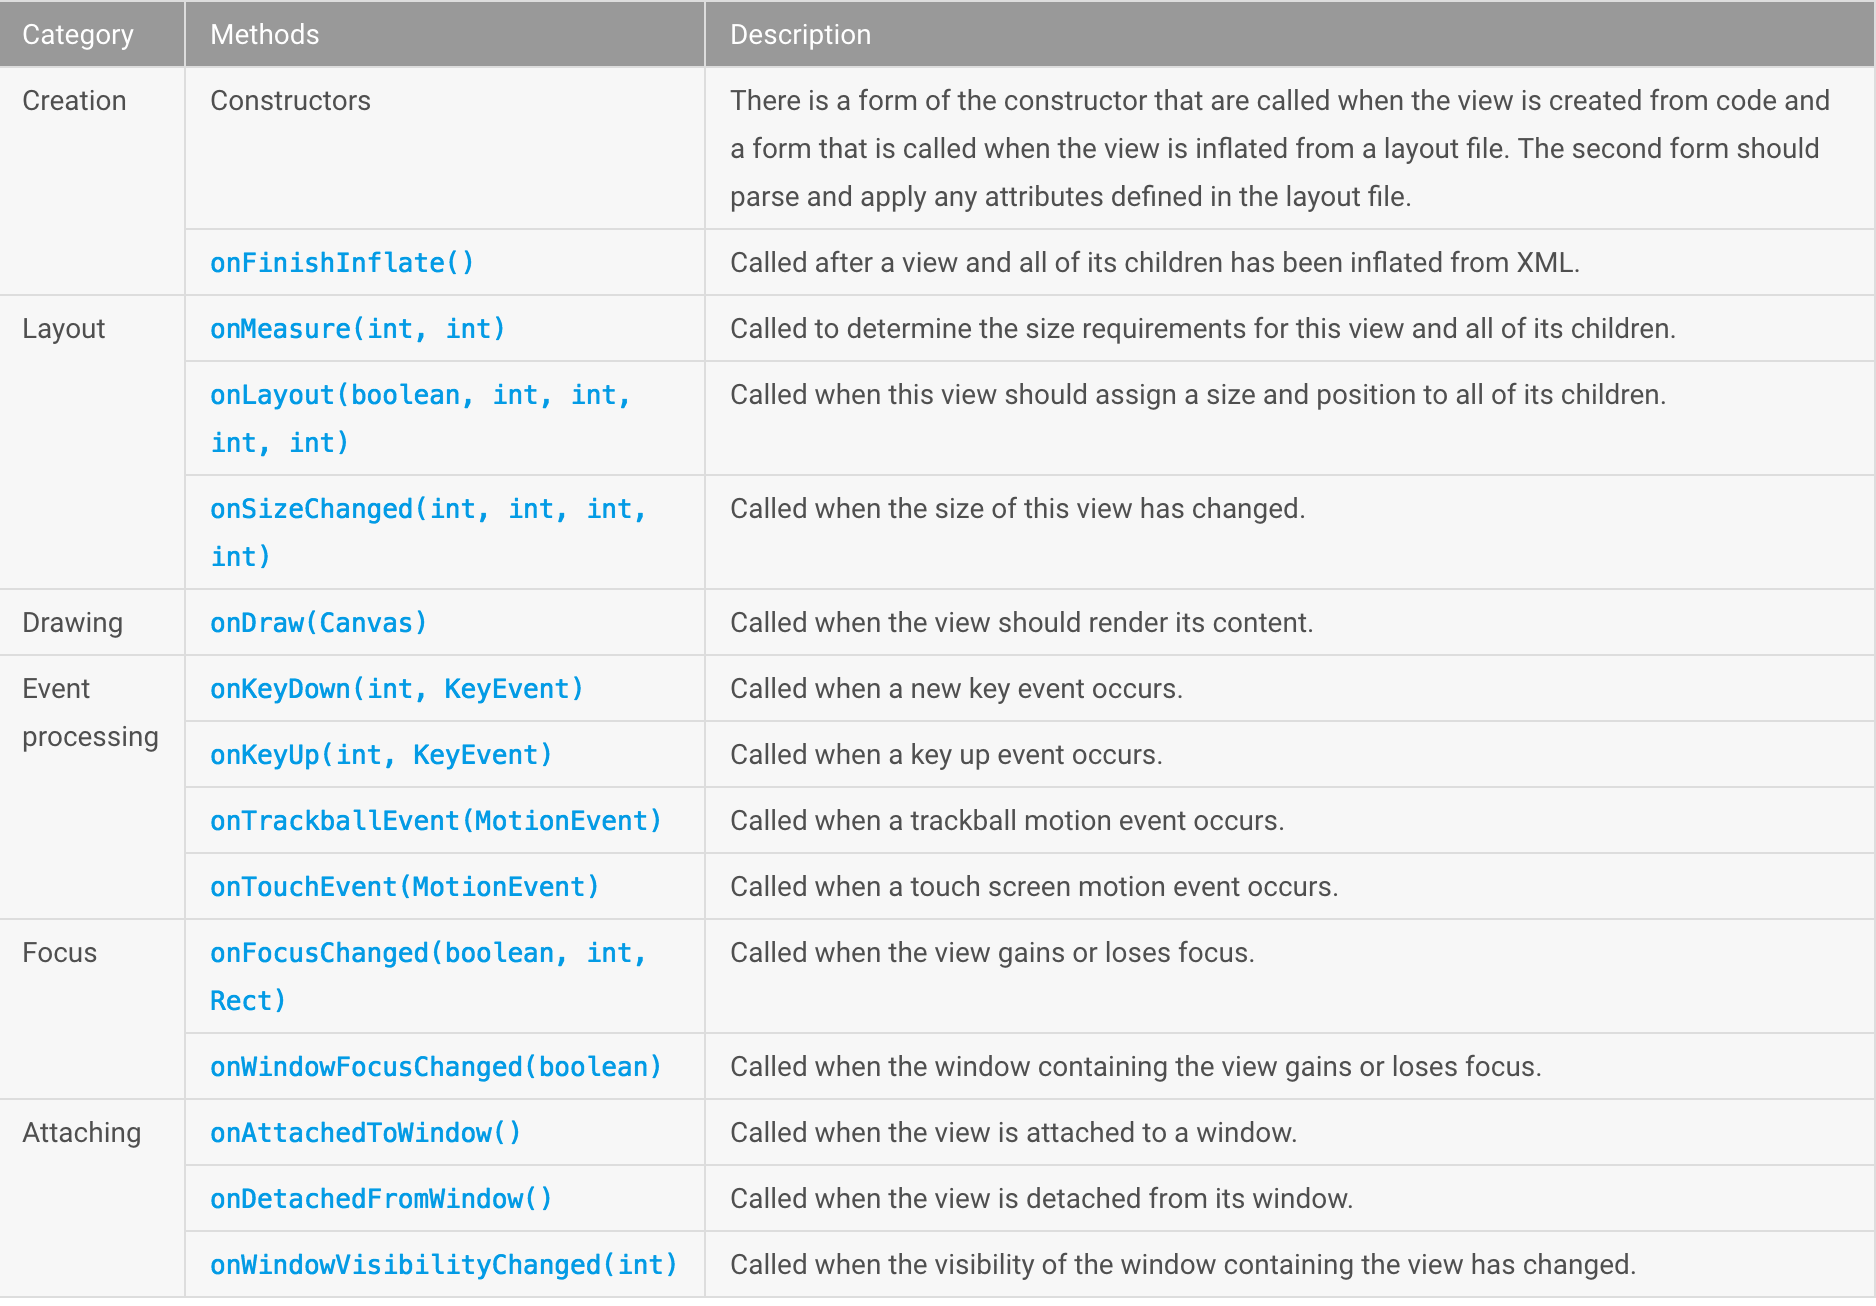 Category Methods Description
Creation Constructors There is a form of the constructor that are called when the view is created from code and
a form that is called when the view is inflated from a layout file. The second form should
parse and apply any attributes defined in the layout file.
onFinishInflate() Called after a view and all of its children has been inflated from XML.
Layout onMeasure(int, int) Called to determine the size requirements for this view and all of its children.
onLayout(boolean, int, int, Called when this view should assign a size and position to all of its children.
int, int)
onSizeChanged(int, int, int, Called when the size of this view has changed.
int)
Drawing onDraw(Canvas) Called when the view should render its content.
Event onKeyDown(int, KeyEvent) Called when a new key event occurs.
processing
onKeyUp(int, KeyEvent) Called when a key up event occurs.
onTrackballEvent(MotionEvent) Called when a trackball motion event occurs.
onTouchEvent(MotionEvent) Called when a touch screen motion event occurs.
Focus onFocusChanged(boolean, int, Called when the view gains or loses focus.
Rect)
onWindowFocusChanged(boolean) Called when the window containing the view gains or loses focus.
Attaching onAttachedToWindow() Called when the view is attached to a window.
onDetachedFromWindow() Called when the view is detached from its window.
onWindowVisibilityChanged(int) Called when the visibility of the window containing the view has changed.